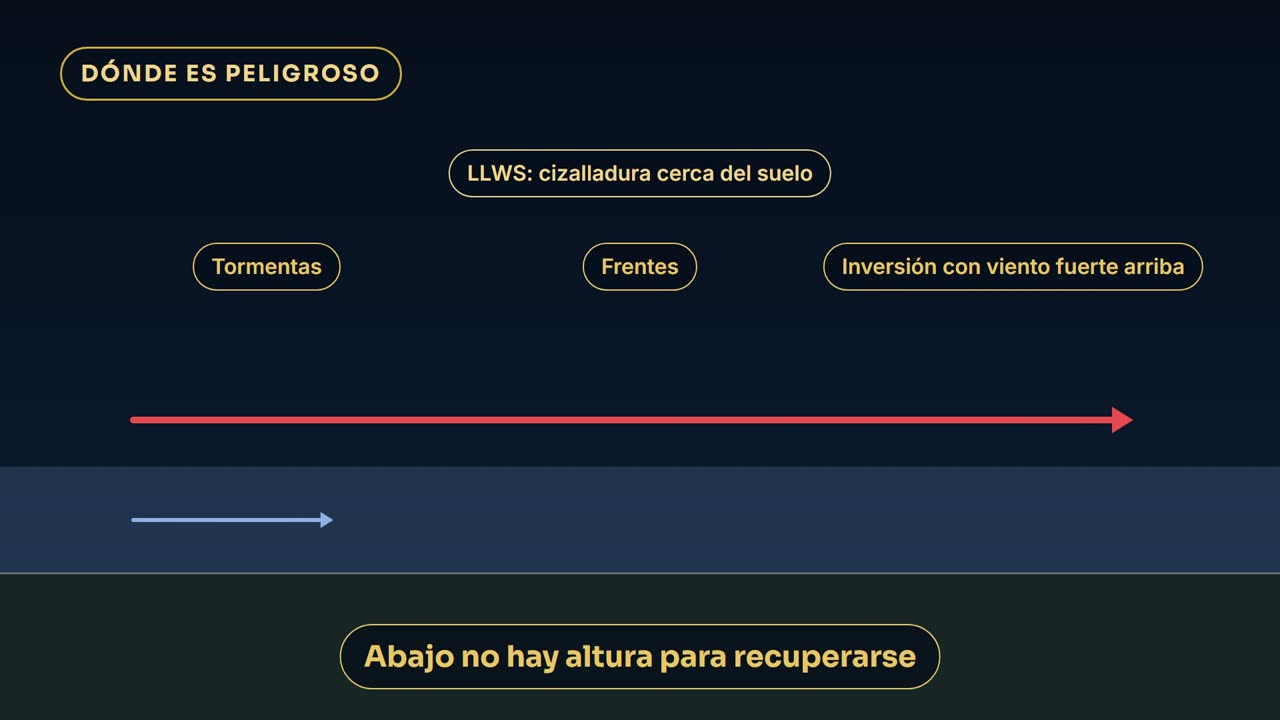 DÓNDE ES PELIGROSO
LLWS: cizalladura cerca del suelo
Tormentas
Frentes
Inversión con viento fuerte arriba
Abajo no hay altura para recuperarse